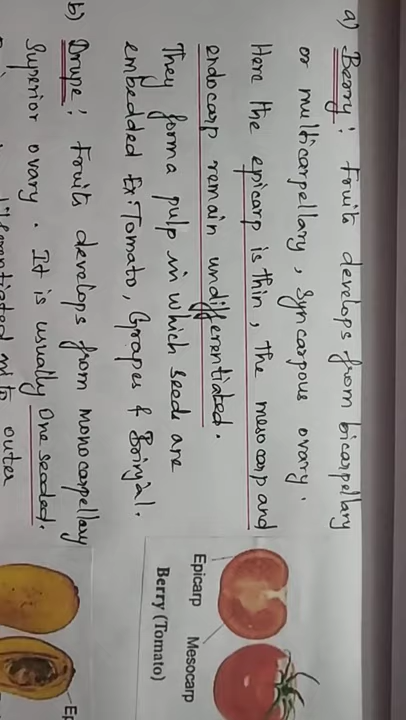 a) Berry: Fruits develops from bicarpellary
or multicarpellary, syncarpous ovary.
Here the epicarp is thin, the mesocarp and
endocarp remain undifferentiated.
They forma pulp in which seeds are
embedded Ex: Tomato, Grapes & Brinjal.
b) Drupe: Fruits develops from monocarpellary
Superior ovary. It is usually one seeded.
outer
Epicarp
Mesocarp
Berry (Tomato)